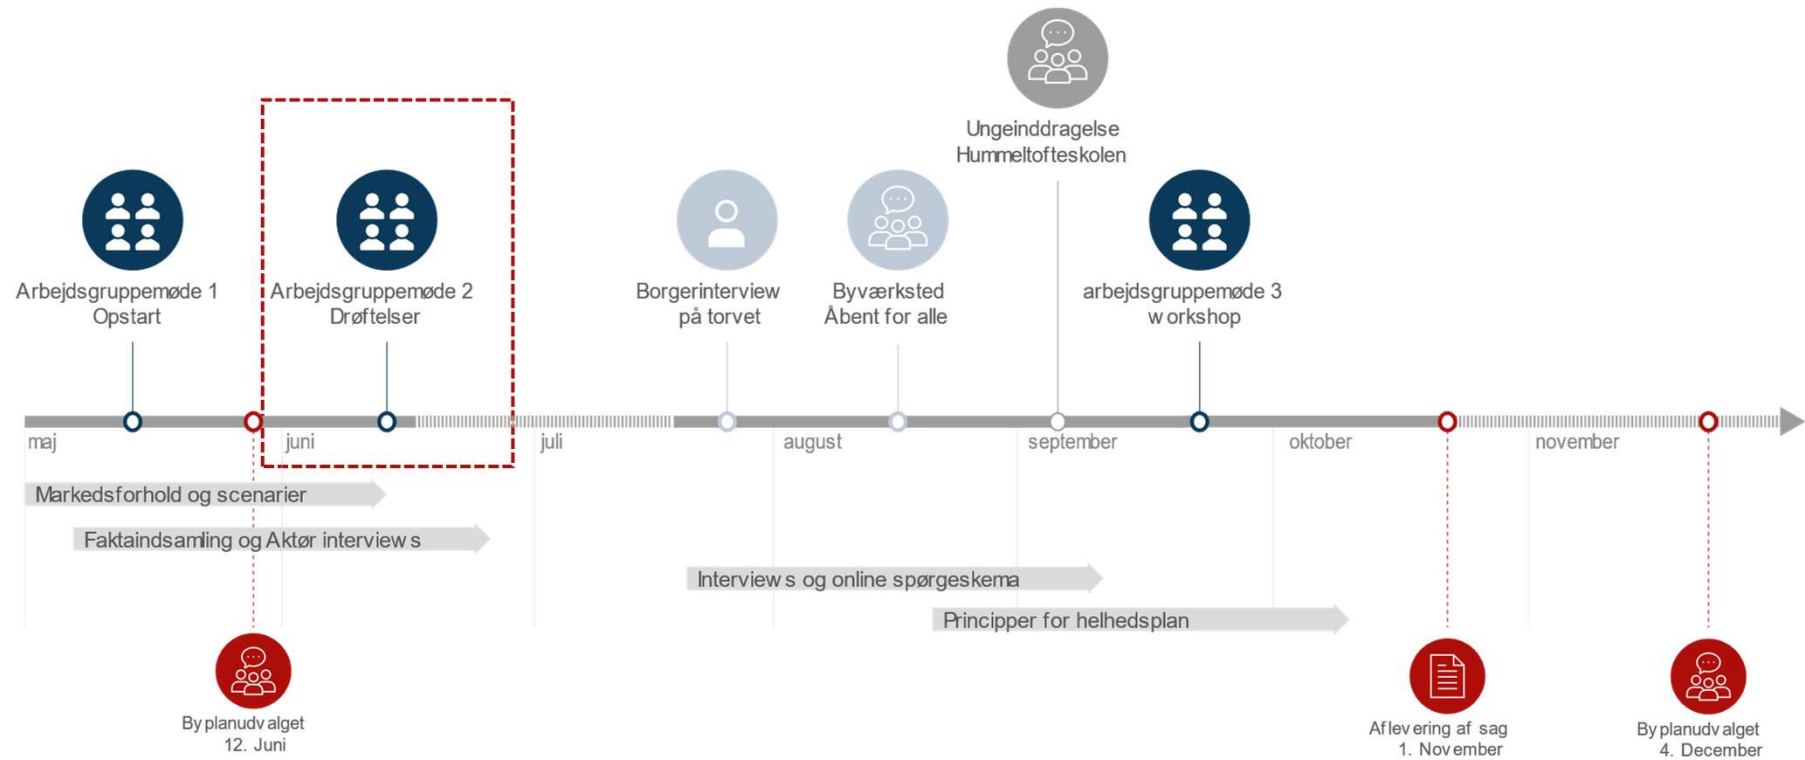 Ungeinddragelse
Hummeltofteskolen
Arbejdsgruppemøde 1
Opstart
Arbejdsgruppemøde 2
Drøftelser
Borgerinterview
på torvet
Byværksted
Åbent for alle
arbejdsgruppemøde 3
workshop
maj
juni
juli
august
september
oktober
november
Markedsforhold og scenarier
Faktaindsamling og Aktør interviews
Interviews og online spørgeskema
Principper for helhedsplan
Byplanudvalget
12. Juni
Aflevering af sag
1. November
Byplanudvalget
4. December